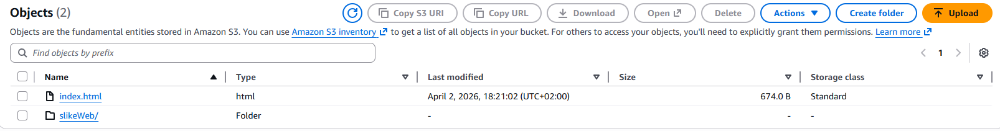 Objects (2)
Copy S3 URI Copy URL Download Open Delete Actions Create folder Upload
Objects are the fundamental entities stored in Amazon S3. You can use Amazon S3 inventory to get a list of all objects in your bucket. For others to access your objects, you'll need to explicitly grant them permissions. Learn more
Find objects by prefix 1
Name Type Last modified Size Storage class
index.html html April 2, 2026, 18:21:02 (UTC+02:00) 674.0 B Standard
slikeWeb/ Folder - - -